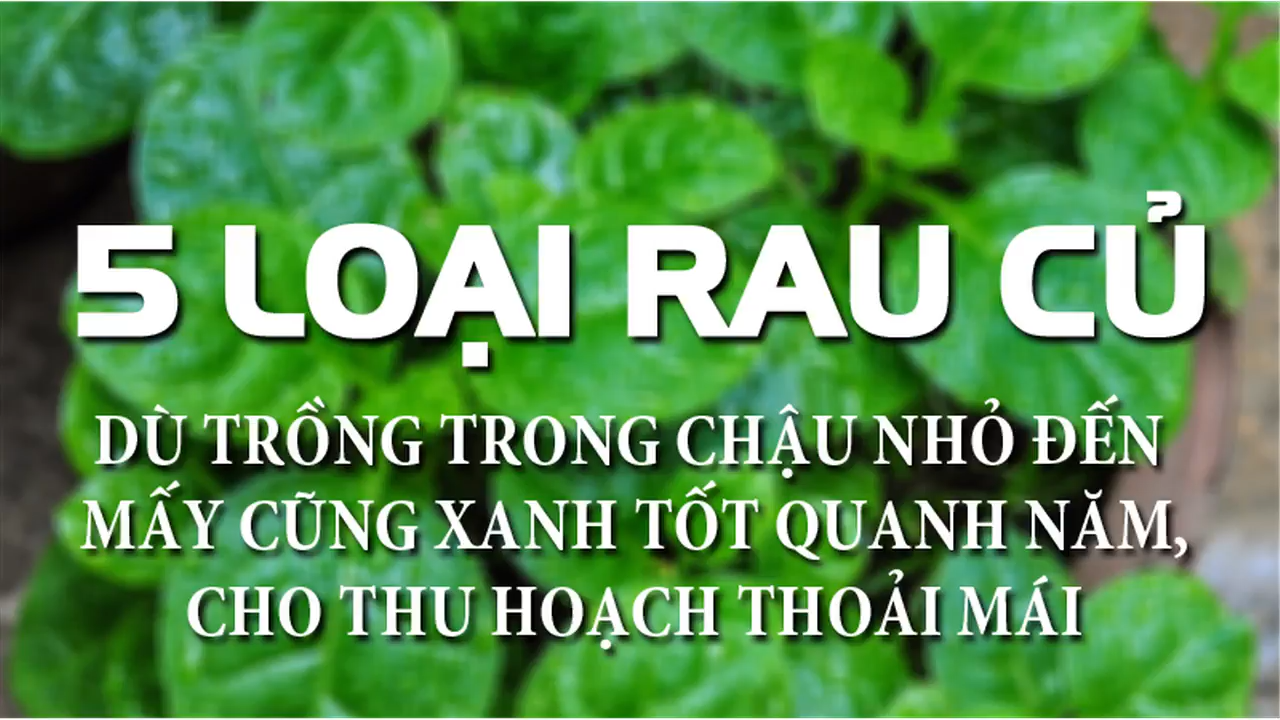 5 LOẠI RAU CỦ
DÙ TRỒNG TRONG CHẬU NHỎ ĐẾN
MẤY CŨNG XANH TỐT QUANH NĂM,
CHO THU HOẠCH THOẢI MÁI